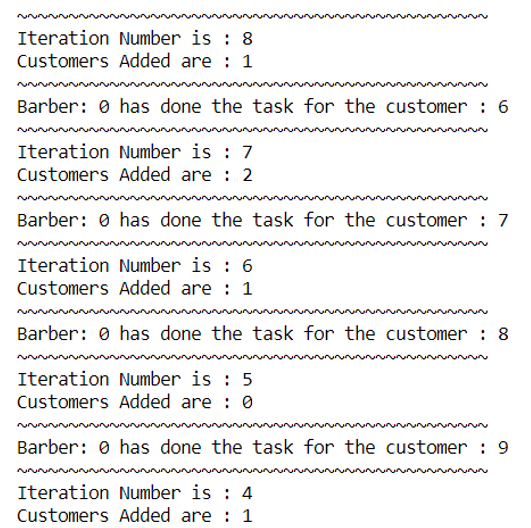 ~~~~~~~~~~~~~~~~~~~~~~~~~~~~~~~~~~~~~~~~~~~~~~
Iteration Number is : 8
Customers Added are : 1
~~~~~~~~~~~~~~~~~~~~~~~~~~~~~~~~~~~~~~~~~~~~~~
Barber: 0 has done the task for the customer : 6
~~~~~~~~~~~~~~~~~~~~~~~~~~~~~~~~~~~~~~~~~~~~~~
Iteration Number is : 7
Customers Added are : 2
~~~~~~~~~~~~~~~~~~~~~~~~~~~~~~~~~~~~~~~~~~~~~~
Barber: 0 has done the task for the customer : 7
~~~~~~~~~~~~~~~~~~~~~~~~~~~~~~~~~~~~~~~~~~~~~~
Iteration Number is : 6
Customers Added are : 1
~~~~~~~~~~~~~~~~~~~~~~~~~~~~~~~~~~~~~~~~~~~~~~
Barber: 0 has done the task for the customer : 8
~~~~~~~~~~~~~~~~~~~~~~~~~~~~~~~~~~~~~~~~~~~~~~
Iteration Number is : 5
Customers Added are : 0
~~~~~~~~~~~~~~~~~~~~~~~~~~~~~~~~~~~~~~~~~~~~~~
Barber: 0 has done the task for the customer : 9
~~~~~~~~~~~~~~~~~~~~~~~~~~~~~~~~~~~~~~~~~~~~~~
Iteration Number is : 4
Customers Added are : 1